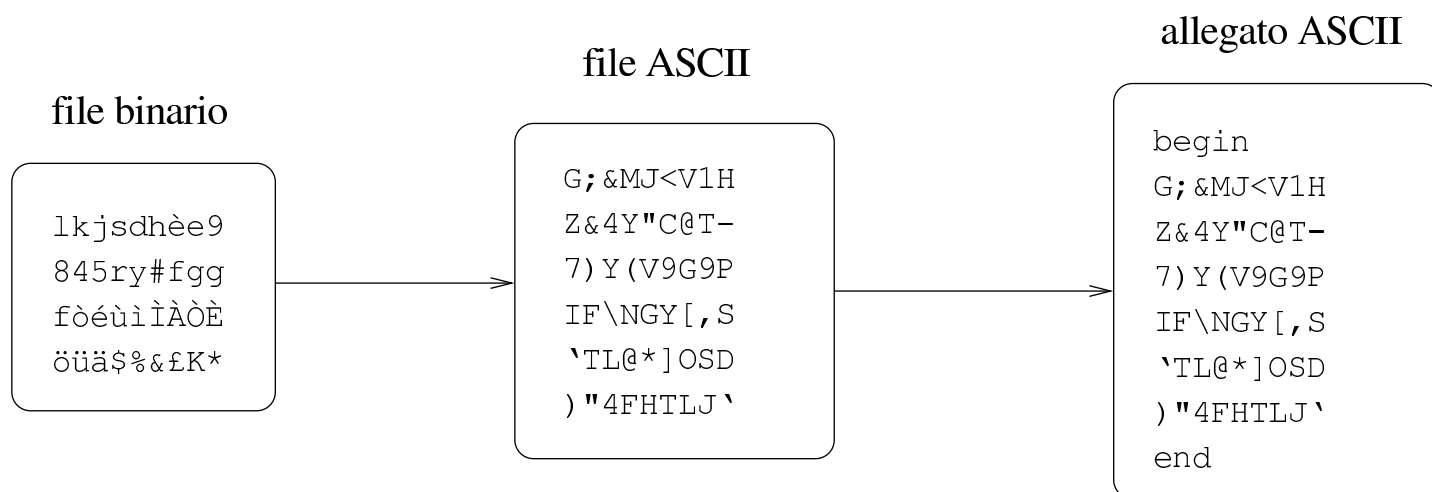 file binario
lkjsdhèe9
845ry#fgg
fòéùìÌÀÒÈ
öüä$%&£K*
file ASCII
G;&MJ<V1H
Z&4Y"C@T-
7)Y(V9G9P
IF\NGY[,S
‘TL@*]OSD
)"4FHTLJ‘
allegato ASCII
begin
G;&MJ<V1H
Z&4Y"C@T-
7)Y(V9G9P
IF\NGY[,S
‘TL@*]OSD
)"4FHTLJ‘
end